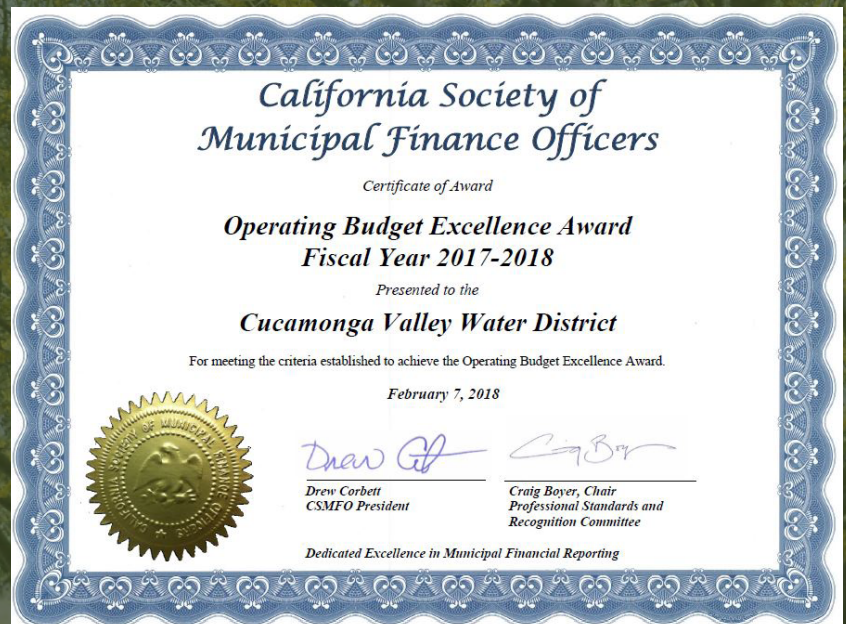 California Society of
Municipal Finance Officers
Certificate of Award
Operating Budget Excellence Award
Fiscal Year 2017-2018
Presented to the
Cucamonga Valley Water District
For meeting the criteria established to achieve the Operating Budget Excellence Award.
February 7, 2018
Drew Corbett
CSMFO President
Craig Boyer, Chair
Professional Standards and
Recognition Committee
Dedicated Excellence in Municipal Financial Reporting